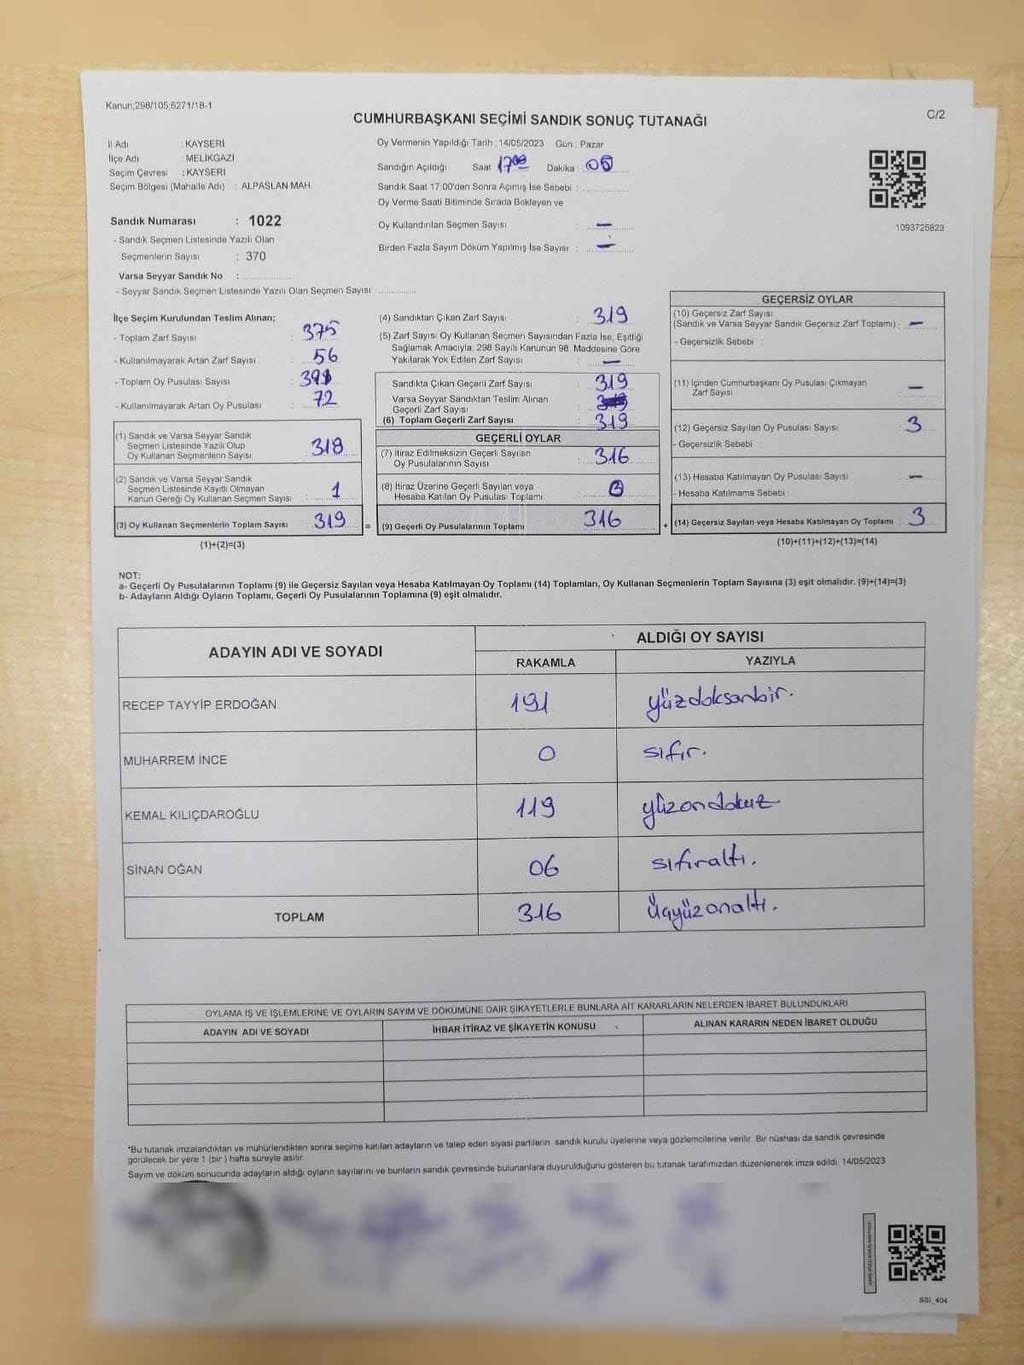 Kanun;298/105;6271/18-1
CUMHURBAŞKANI SEÇİMİ SANDIK SONUÇ TUTANAĞI
C/2
İl Adı : KAYSERİ
İlçe Adı : MELİKGAZİ
Seçim Çevresi : KAYSERİ
Seçim Bölgesi (Mahalle Adı) : ALPASLAN MAH.
Oy Vermenin Yapıldığı Tarih :14/05/2023 Gün : Pazar
Sandığın Açıldığı Saat 17:00 Dakika : 05
Sandık Saat 17:00'den Sonra Açılmış İse Sebebi :
Oy Verme Saati Bitiminde Sırada Bekleyen ve
Oy Kullandırılan Seçmen Sayısı : —
Birden Fazla Sayım Döküm Yapılmış İse Sayısı : —
1093725823
Sandık Numarası : 1022
- Sandık Seçmen Listesinde Yazılı Olan
Seçmenlerin Sayısı : 370
Varsa Seyyar Sandık No :
- Seyyar Sandık Seçmen Listesinde Yazılı Olan Seçmen Sayısı :
İlçe Seçim Kurulundan Teslim Alınan;
- Toplam Zarf Sayısı : 375
- Kullanılmayarak Artan Zarf Sayısı : 56
- Toplam Oy Pusulası Sayısı :
- Kullanılmayarak Artan Oy Pusulası : 72
(1) Sandık ve Varsa Seyyar Sandık
Seçmen Listesinde Yazılı Olup
Oy Kullanan Seçmenlerin Sayısı : 318
(2) Sandık ve Varsa Seyyar Sandık
Seçmen Listesinde Kayıtlı Olmayan
Kanun Gereği Oy Kullanan Seçmen Sayısı : 1
(3) Oy Kullanan Seçmenlerin Toplam Sayısı : 319
(1)+(2)=(3)
=
(4) Sandıktan Çıkan Zarf Sayısı : 319
(5) Zarf Sayısı Oy Kullanan Seçmen Sayısından Fazla İse, Eşitliği
Sağlamak Amacıyla; 298 Sayılı Kanunun 98. Maddesine Göre
Yakılarak Yok Edilen Zarf Sayısı : —
Sandıkta Çıkan Geçerli Zarf Sayısı : 319
Varsa Seyyar Sandıktan Teslim Alınan
Geçerli Zarf Sayısı :
(6) Toplam Geçerli Zarf Sayısı : 319
GEÇERLİ OYLAR
(7) İtiraz Edilmeksizin Geçerli Sayılan
Oy Pusulalarının Sayısı : 316
(8) İtiraz Üzerine Geçerli Sayılan veya
Hesaba Katılan Oy Pusulası Toplamı :
(9) Geçerli Oy Pusulalarının Toplamı : 316
+
GEÇERSİZ OYLAR
(10) Geçersiz Zarf Sayısı
(Sandık ve Varsa Seyyar Sandık Geçersiz Zarf Toplamı) : —
- Geçersizlik Sebebi :
(11) İçinden Cumhurbaşkanı Oy Pusulası Çıkmayan
Zarf Sayısı : —
(12) Geçersiz Sayılan Oy Pusulası Sayısı : 3
- Geçersizlik Sebebi :
(13) Hesaba Katılmayan Oy Pusulası Sayısı : —
- Hesaba Katılmama Sebebi :
(14) Geçersiz Sayılan veya Hesaba Katılmayan Oy Toplamı : 3
(10)+(11)+(12)+(13)=(14)
NOT:
a- Geçerli Oy Pusulalarının Toplamı (9) ile Geçersiz Sayılan veya Hesaba Katılmayan Oy Toplamı (14) Toplamları, Oy Kullanan Seçmenlerin Toplam Sayısına (3) eşit olmalıdır. (9)+(14)=(3)
b- Adayların Aldığı Oyların Toplamı, Geçerli Oy Pusulalarının Toplamına (9) eşit olmalıdır.
ADAYIN ADI VE SOYADI
ALDIĞI OY SAYISI
RAKAMLA YAZIYLA
RECEP TAYYİP ERDOĞAN 191 yüzdoksanbir.
MUHARREM İNCE 0 sıfır.
KEMAL KILIÇDAROĞLU 119 yüzondokuz
SİNAN OĞAN 06 sıfıraltı.
TOPLAM 316 Üçyüzonaltı.
OYLAMA İŞ VE İŞLEMLERİNE VE OYLARIN SAYIM VE DÖKÜMÜNE DAİR ŞİKAYETLERLE BUNLARA AİT KARARLARIN NELERDEN İBARET BULUNDUKLARI
ADAYIN ADI VE SOYADI İHBAR İTİRAZ VE ŞİKAYETİN KONUSU ALINAN KARARIN NEDEN İBARET OLDUĞU
*Bu tutanak imzalandıktan ve mühürlendikten sonra seçime katılan adayların ve talep eden siyasi partilerin sandık kurulu üyelerine veya gözlemcilerine verilir. Bir nüshası da sandık çevresinde
görülecek bir yere 1 (bir) hafta süreyle asılır.
Sayım ve döküm sonucunda adayların aldığı oyların sayılarını ve bunların sandık çevresinde bulunanlara duyurulduğunu gösteren bu tutanak tarafımızdan düzenlenerek imza edildi. 14/05/2023
SSI_404